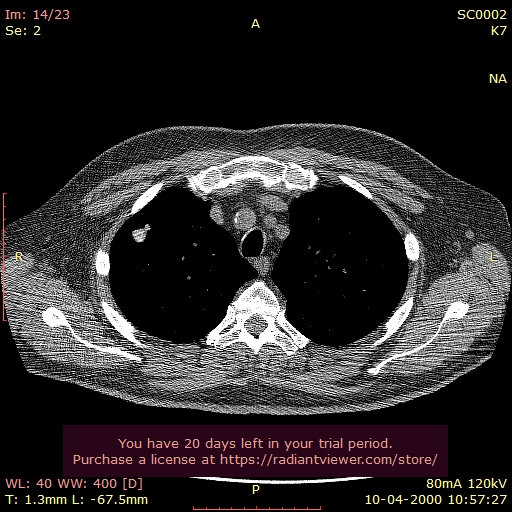 Im: 14/23
Se: 2
A
SC0002
K7
NA
R
L
You have 20 days left in your trial period.
Purchase a license at https://radiantviewer.com/store/
WL: 40 WW: 400 [D]
T: 1.3mm L: -67.5mm
P
80mA 120kV
10-04-2000 10:57:27